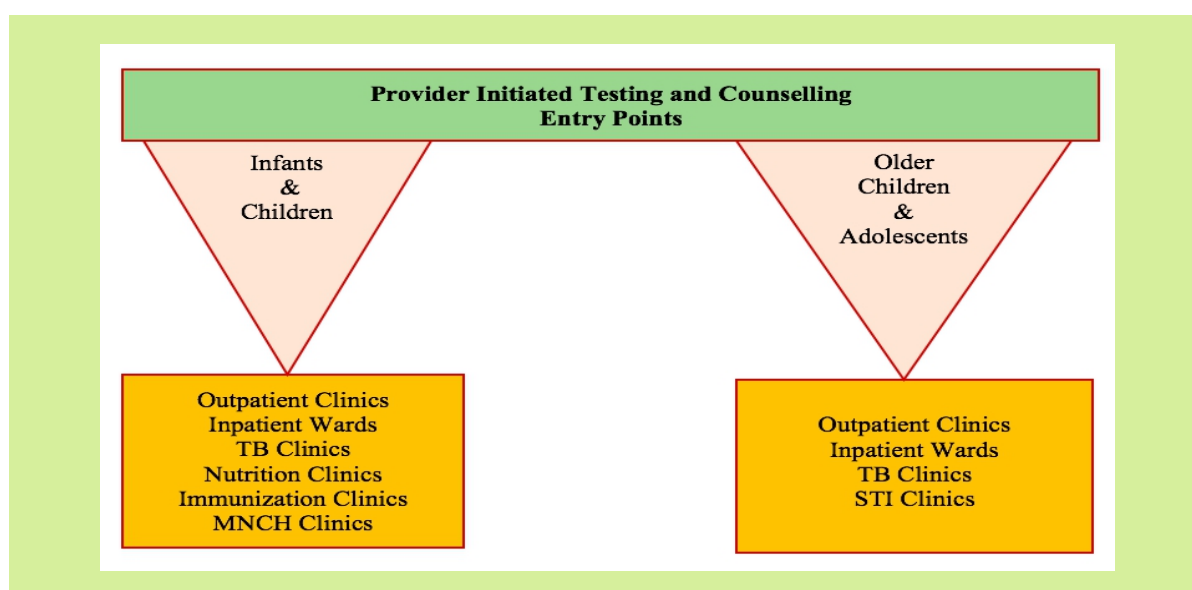 Provider Initiated Testing and Counselling
Entry Points
Infants
&
Children
Older
Children
&
Adolescents
Outpatient Clinics
Inpatient Wards
TB Clinics
Nutrition Clinics
Immunization Clinics
MNCH Clinics
Outpatient Clinics
Inpatient Wards
TB Clinics
STI Clinics